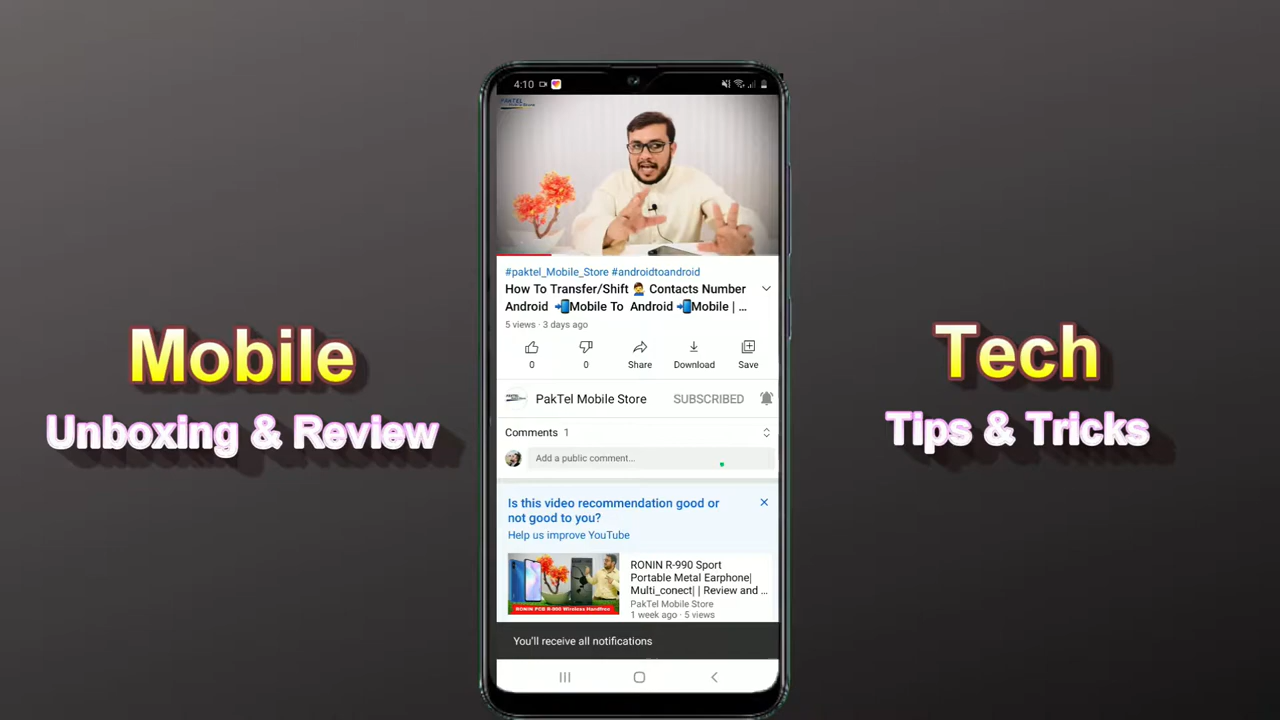 4:10
PAKTEL
#paktel_Mobile_Store #androidtoandroid
How To Transfer/Shift 🙍‍♂️ Contacts Number
Android 📲Mobile To Android 📲Mobile | ...
5 views · 3 days ago
0
0
Share
Download
Save
PakTel Mobile Store
SUBSCRIBED
Comments 1
Add a public comment...
Is this video recommendation good or
not good to you?
Help us improve YouTube
RONIN R-990 Sport
Portable Metal Earphone|
Multi_conect| | Review and ...
PakTel Mobile Store
1 week ago · 5 views
You'll receive all notifications
Mobile
Unboxing & Review
Tech
Tips & Tricks